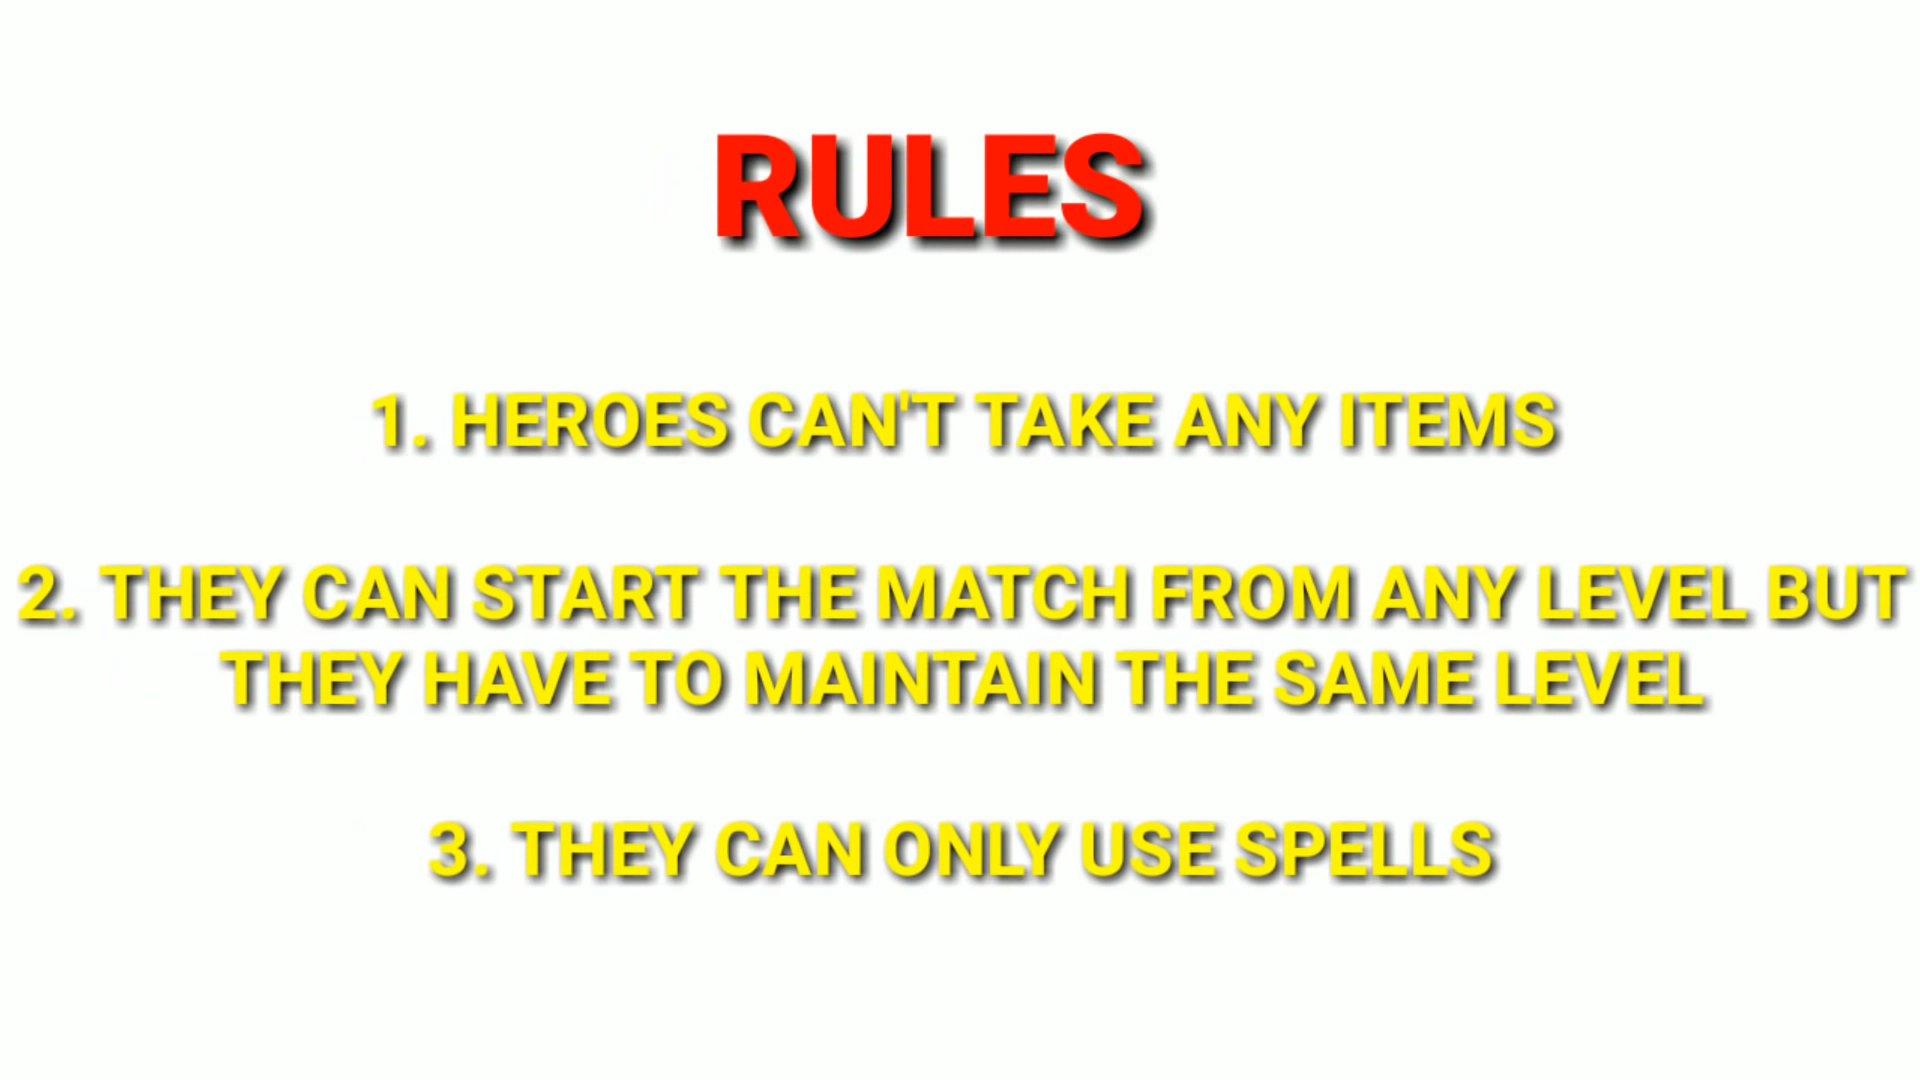 RULES
1. HEROES CAN'T TAKE ANY ITEMS
2. THEY CAN START THE MATCH FROM ANY LEVEL BUT
THEY HAVE TO MAINTAIN THE SAME LEVEL
3. THEY CAN ONLY USE SPELLS